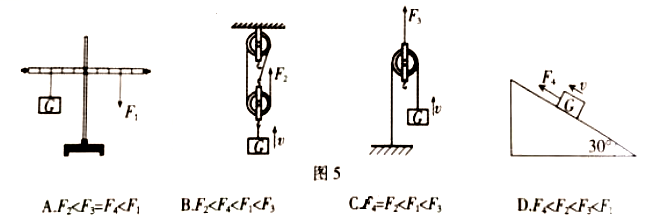 G F₁
F₂ G v
F₃ G v
F₄ v G 30°
图5
A.F₂<F₃=F₄<F₁ B.F₂<F₄<F₁<F₃ C.F₄=F₂<F₁<F₃ D.F₄<F₂<F₃<F₁